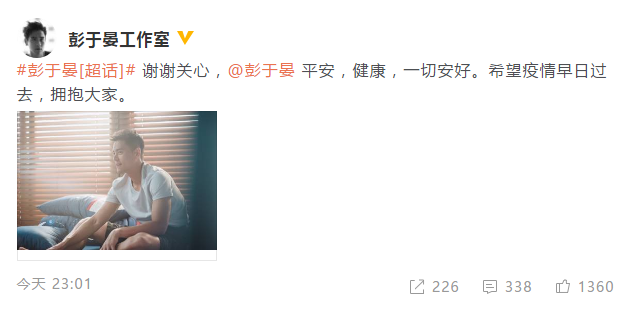 彭于晏工作室
#彭于晏[超话]# 谢谢关心，@彭于晏 平安，健康，一切安好。希望疫情早日过
去，拥抱大家。
今天 23:01 226 338 1360